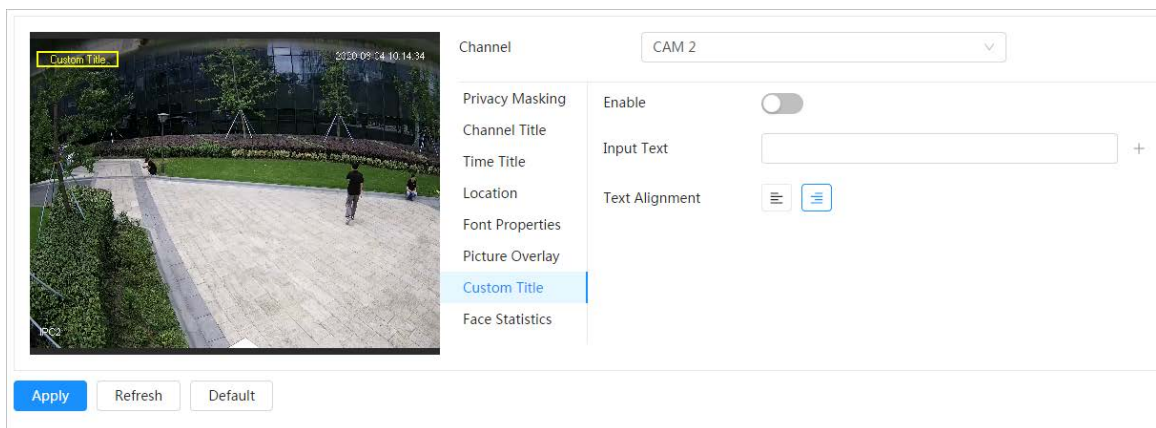 Custom Title
2020-09-04 10:14:34
IPC2
Channel
CAM 2
Privacy Masking
Channel Title
Time Title
Location
Font Properties
Picture Overlay
Custom Title
Face Statistics
Enable
Input Text
Text Alignment
Apply
Refresh
Default